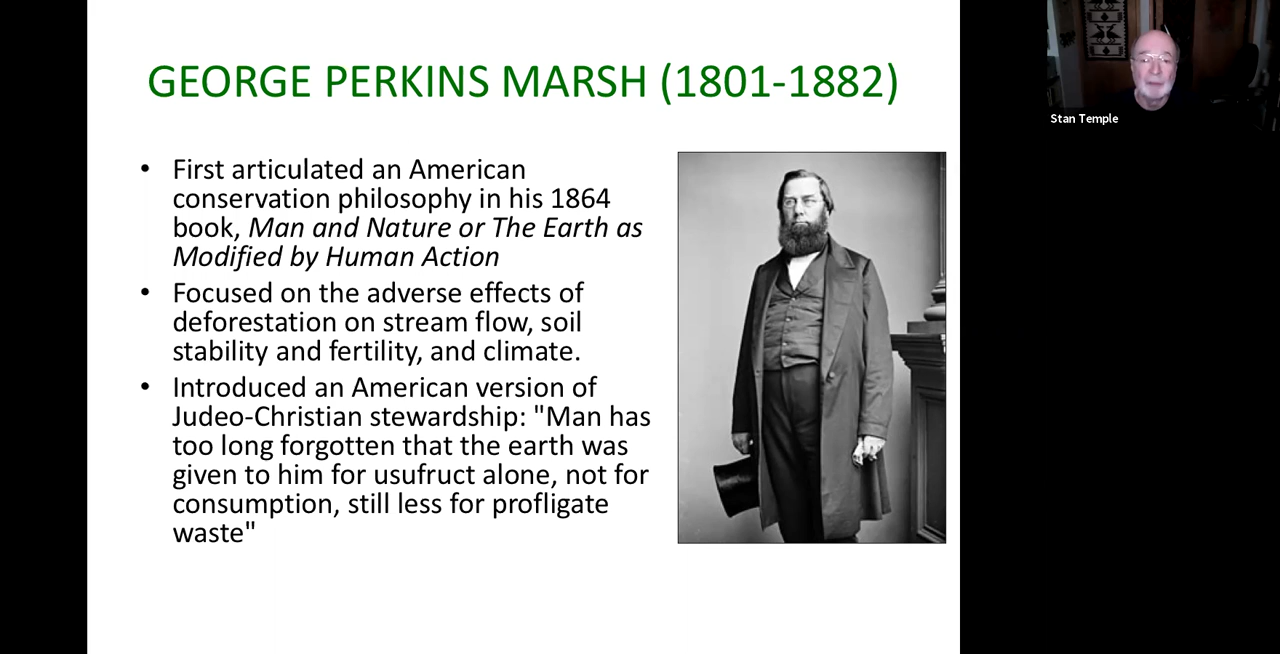 GEORGE PERKINS MARSH (1801-1882)
• First articulated an American
conservation philosophy in his 1864
book, Man and Nature or The Earth as
Modified by Human Action
• Focused on the adverse effects of
deforestation on stream flow, soil
stability and fertility, and climate.
• Introduced an American version of
Judeo-Christian stewardship: "Man has
too long forgotten that the earth was
given to him for usufruct alone, not for
consumption, still less for profligate
waste"
Stan Temple